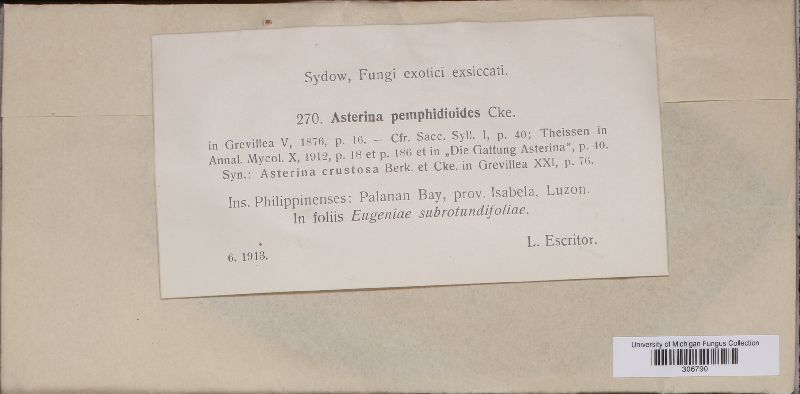 Sydow, Fungi exotici exsiccati.
270. Asterina pemphidioides Cke.
in Grevillea V, 1876, p. 16. — Cfr. Sacc. Syll. I, p. 40; Theissen in
Annal. Mycol. X, 1912, p. 18 et p. 186 et in „Die Gattung Asterina", p. 40.
Syn.: Asterina crustosa Berk. et Cke. in Grevillea XXI, p. 76.
Ins. Philippinenses: Palanan Bay, prov. Isabela, Luzon.
In foliis Eugeniae subrotundifoliae.
6. 1913.
L. Escritor.
University of Michigan Fungus Collection
306790